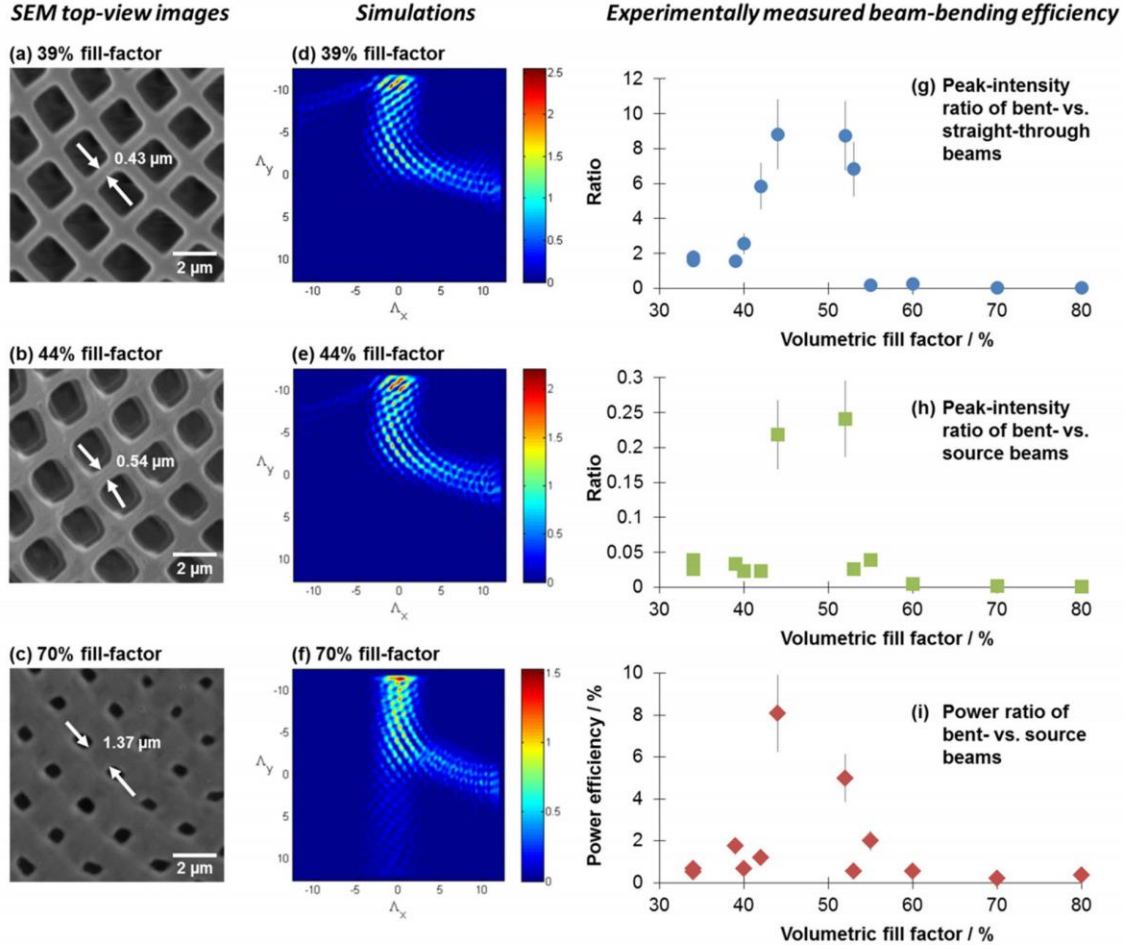 SEM top-view images
Simulations
Experimentally measured beam-bending efficiency
(a) 39% fill-factor
0.43 µm
2 µm
(d) 39% fill-factor
-10
-5
0
5
10
Λy
-10 -5 0 5 10
Λx
2.5
2
1.5
1
0.5
0
(g) Peak-intensity
ratio of bent- vs.
straight-through
beams
12
10
8
6
4
2
0
Ratio
30 40 50 60 70 80
Volumetric fill factor / %
(b) 44% fill-factor
0.54 µm
2 µm
(e) 44% fill-factor
-10
-5
0
5
10
Λy
-10 -5 0 5 10
Λx
2
1.5
1
0.5
0
(h) Peak-intensity
ratio of bent- vs.
source beams
0.3
0.25
0.2
0.15
0.1
0.05
0
Ratio
30 40 50 60 70 80
Volumetric fill factor / %
(c) 70% fill-factor
1.37 µm
2 µm
(f) 70% fill-factor
-10
-5
0
5
10
Λy
-10 -5 0 5 10
Λx
1.5
1
0.5
0
(i) Power ratio of
bent- vs. source
beams
10
8
6
4
2
0
Power efficiency / %
30 40 50 60 70 80
Volumetric fill factor / %